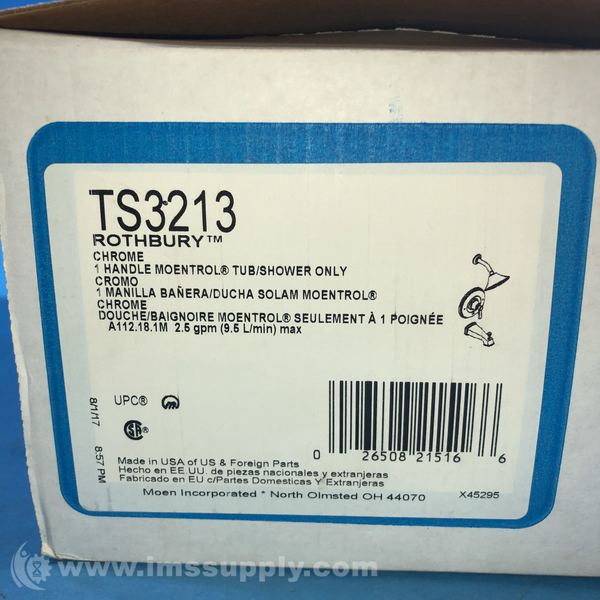 TS3213
ROTHBURY™
CHROME
1 HANDLE MOENTROL® TUB/SHOWER ONLY
CROMO
1 MANILLA BAÑERA/DUCHA SOLAM MOENTROL®
CHROME
DOUCHE/BAIGNOIRE MOENTROL® SEULEMENT À 1 POIGNÉE
A112.18.1M 2.5 gpm (9.5 L/min) max
UPC®
8/1/17 8:57 PM
0 26508 21516 6
Made in USA of US & Foreign Parts
Hecho en EE.UU. de piezas nacionales y extranjeras
Fabricado en EU c/Partes Domesticas Y Extranjeras
Moen Incorporated * North Olmsted OH 44070 X45295
www.imssupply.com